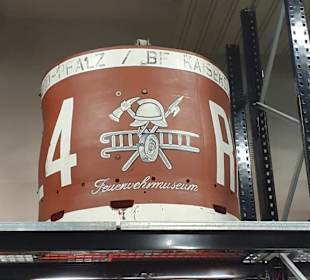 -PFALZ / BF KAISER
4 A
Feuerwehrmuseum